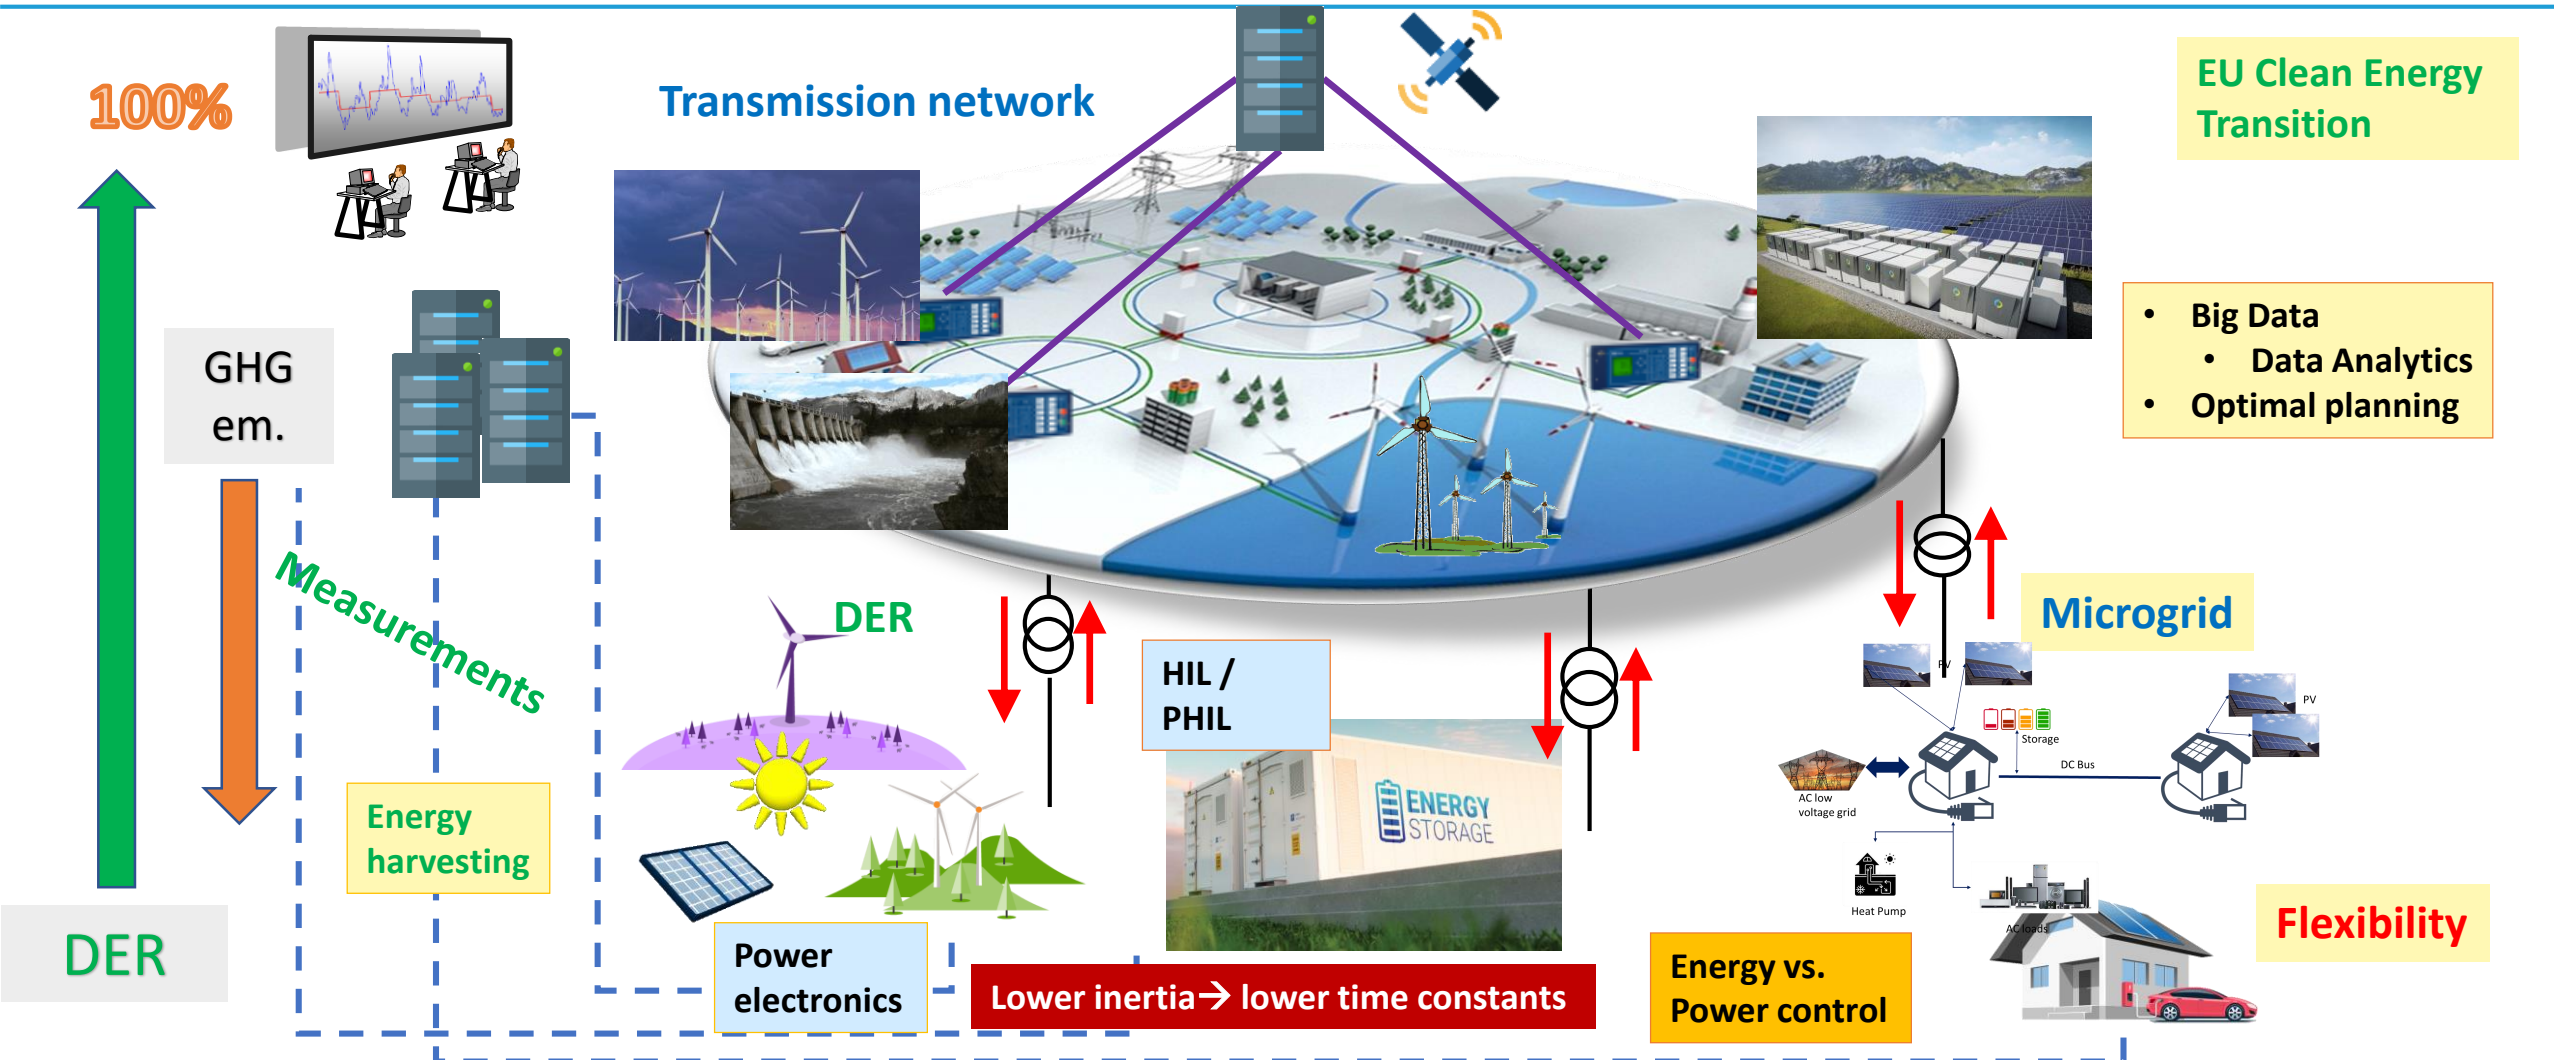 100%
Transmission network
EU Clean Energy
Transition
GHG
em.
• Big Data
• Data Analytics
• Optimal planning
Measurements
DER
Microgrid
HIL /
PHIL
PV
PV
Storage
DC Bus
AC low
voltage grid
ENERGY
STORAGE
Energy
harvesting
Heat Pump
AC loads
DER
Power
electronics
Lower inertia→ lower time constants
Energy vs.
Power control
Flexibility